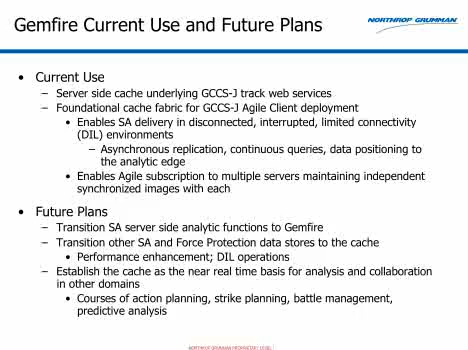 Gemfire Current Use and Future Plans
NORTHROP GRUMMAN
• Current Use
– Server side cache underlying GCCS-J track web services
– Foundational cache fabric for GCCS-J Agile Client deployment
• Enables SA delivery in disconnected, interrupted, limited connectivity
(DIL) environments
– Asynchronous replication, continuous queries, data positioning to
the analytic edge
• Enables Agile subscription to multiple servers maintaining independent
synchronized images with each
• Future Plans
– Transition SA server side analytic functions to Gemfire
– Transition other SA and Force Protection data stores to the cache
• Performance enhancement; DIL operations
– Establish the cache as the near real time basis for analysis and collaboration
in other domains
• Courses of action planning, strike planning, battle management,
predictive analysis
NORTHROP GRUMMAN PROPRIETARY LEVEL I